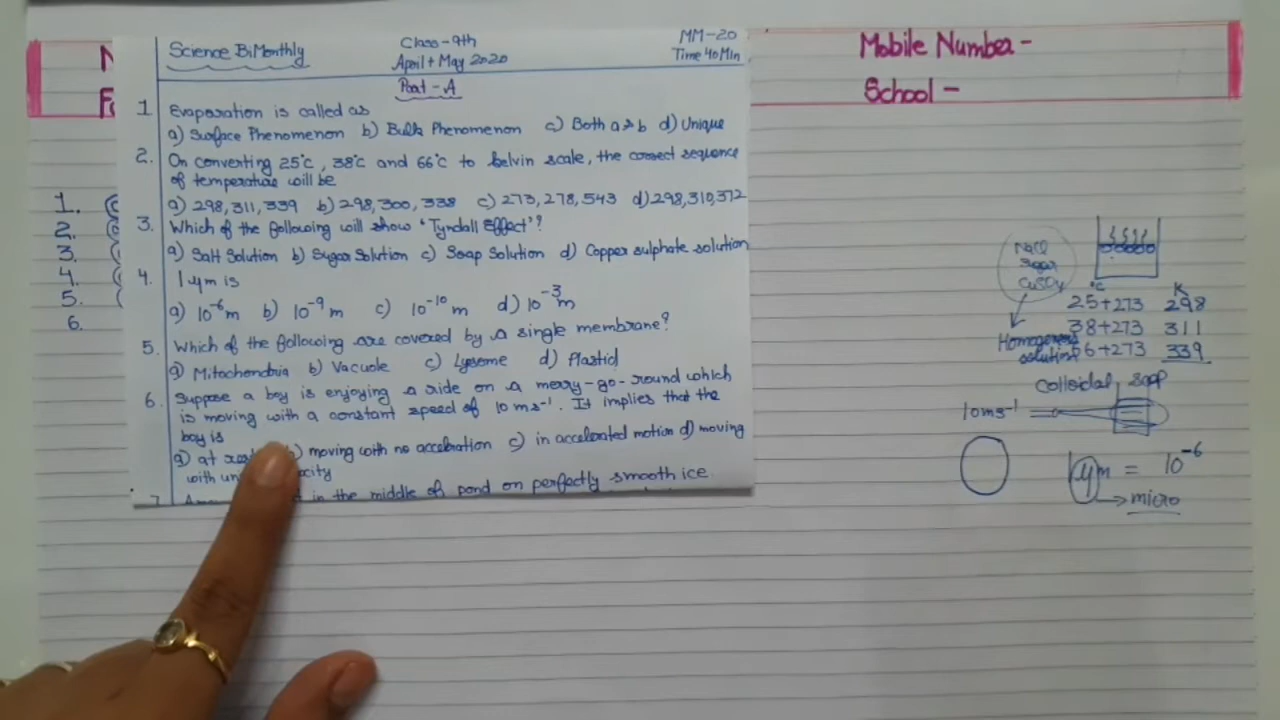 Science BiMonthly
Class-9th
April+May 2020
MM-20
Time 40Min
Part-A
1 Evaporation is called as
a) Surface Phenomenon b) Bulk Phenomenon c) Both a & b d) Unique
2. On converting 25°C, 38°C and 66°C to kelvin scale, the correct sequence
of temperature will be
a) 298, 311, 339 b) 298, 300, 338 c) 273, 278, 543 d) 298, 310, 372
3. Which of the following will show 'Tyndall Effect'?
a) Salt Solution b) Sugar Solution c) Soap Solution d) Copper sulphate solution
4. 1 µm is
a) 10⁻⁶m b) 10⁻⁹ m c) 10⁻¹⁰ m d) 10⁻³m
5. Which of the following are covered by a single membrane?
a) Mitochondria b) Vacuole c) Lysome d) Plastid
6. Suppose a boy is enjoying a ride on a merry-go-round which
is moving with a constant speed of 10 ms⁻¹. It implies that the
boy is
a) at b) moving with no accelration c) in accelerated motion d) moving
with
7. in the middle of pond on perfectly smooth ice.
Mobile Number -
School -
1.
2.
3.
4.
5.
6.
NaCl
Sugar
CuSO4
Homogeneous
solution
°C K
25+273 298
38+273 311
66+273 339
Colloidal soap
10ms⁻¹
1µm = 10⁻⁶
micro